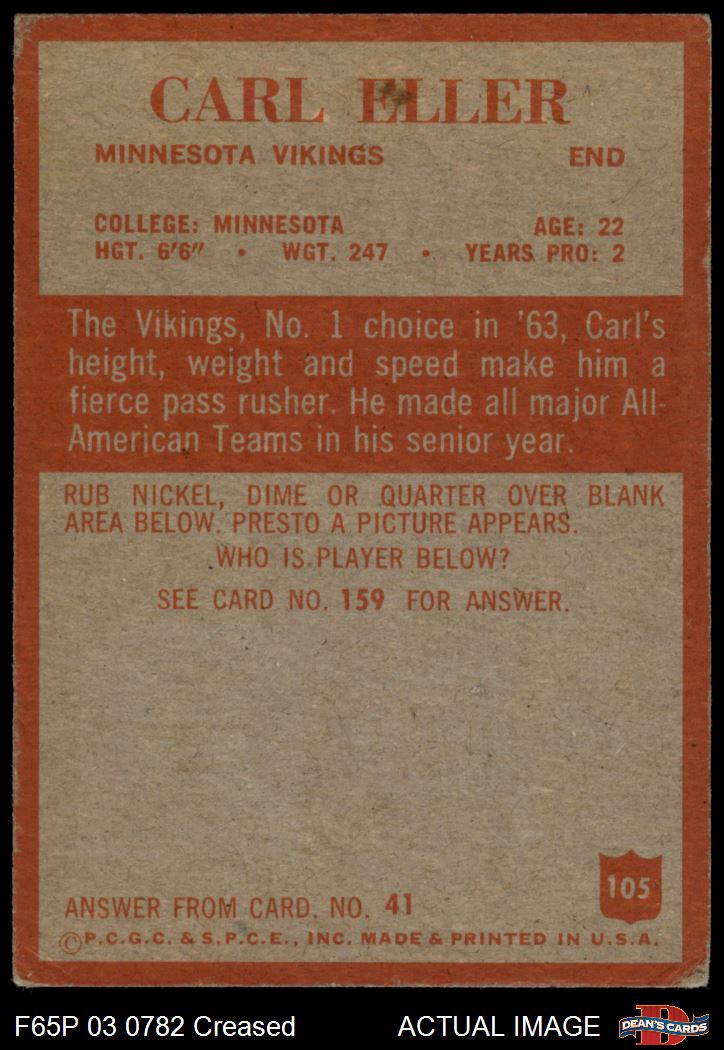 CARL ELLER
MINNESOTA VIKINGS END
COLLEGE: MINNESOTA AGE: 22
HGT. 6'6" • WGT. 247 • YEARS PRO: 2
The Vikings, No. 1 choice in '63, Carl's
height, weight and speed make him a
fierce pass rusher. He made all major All-
American Teams in his senior year.
RUB NICKEL, DIME OR QUARTER OVER BLANK
AREA BELOW. PRESTO A PICTURE APPEARS.
WHO IS PLAYER BELOW?
SEE CARD NO. 159 FOR ANSWER.
105
ANSWER FROM CARD. NO. 41
©P.C.G.C. & S.P.C.E., INC. MADE & PRINTED IN U.S.A.
F65P 03 0782 Creased ACTUAL IMAGE
D
DEAN'S CARDS